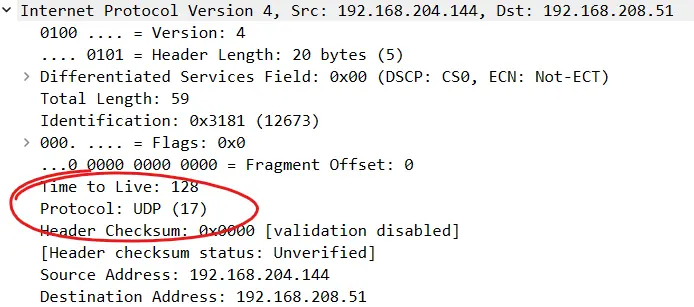 Internet Protocol Version 4, Src: 192.168.204.144, Dst: 192.168.208.51
0100 .... = Version: 4
.... 0101 = Header Length: 20 bytes (5)
Differentiated Services Field: 0x00 (DSCP: CS0, ECN: Not-ECT)
Total Length: 59
Identification: 0x3181 (12673)
000. .... = Flags: 0x0
...0 0000 0000 0000 = Fragment Offset: 0
Time to Live: 128
Protocol: UDP (17)
Header Checksum: 0x0000 [validation disabled]
[Header checksum status: Unverified]
Source Address: 192.168.204.144
Destination Address: 192.168.208.51